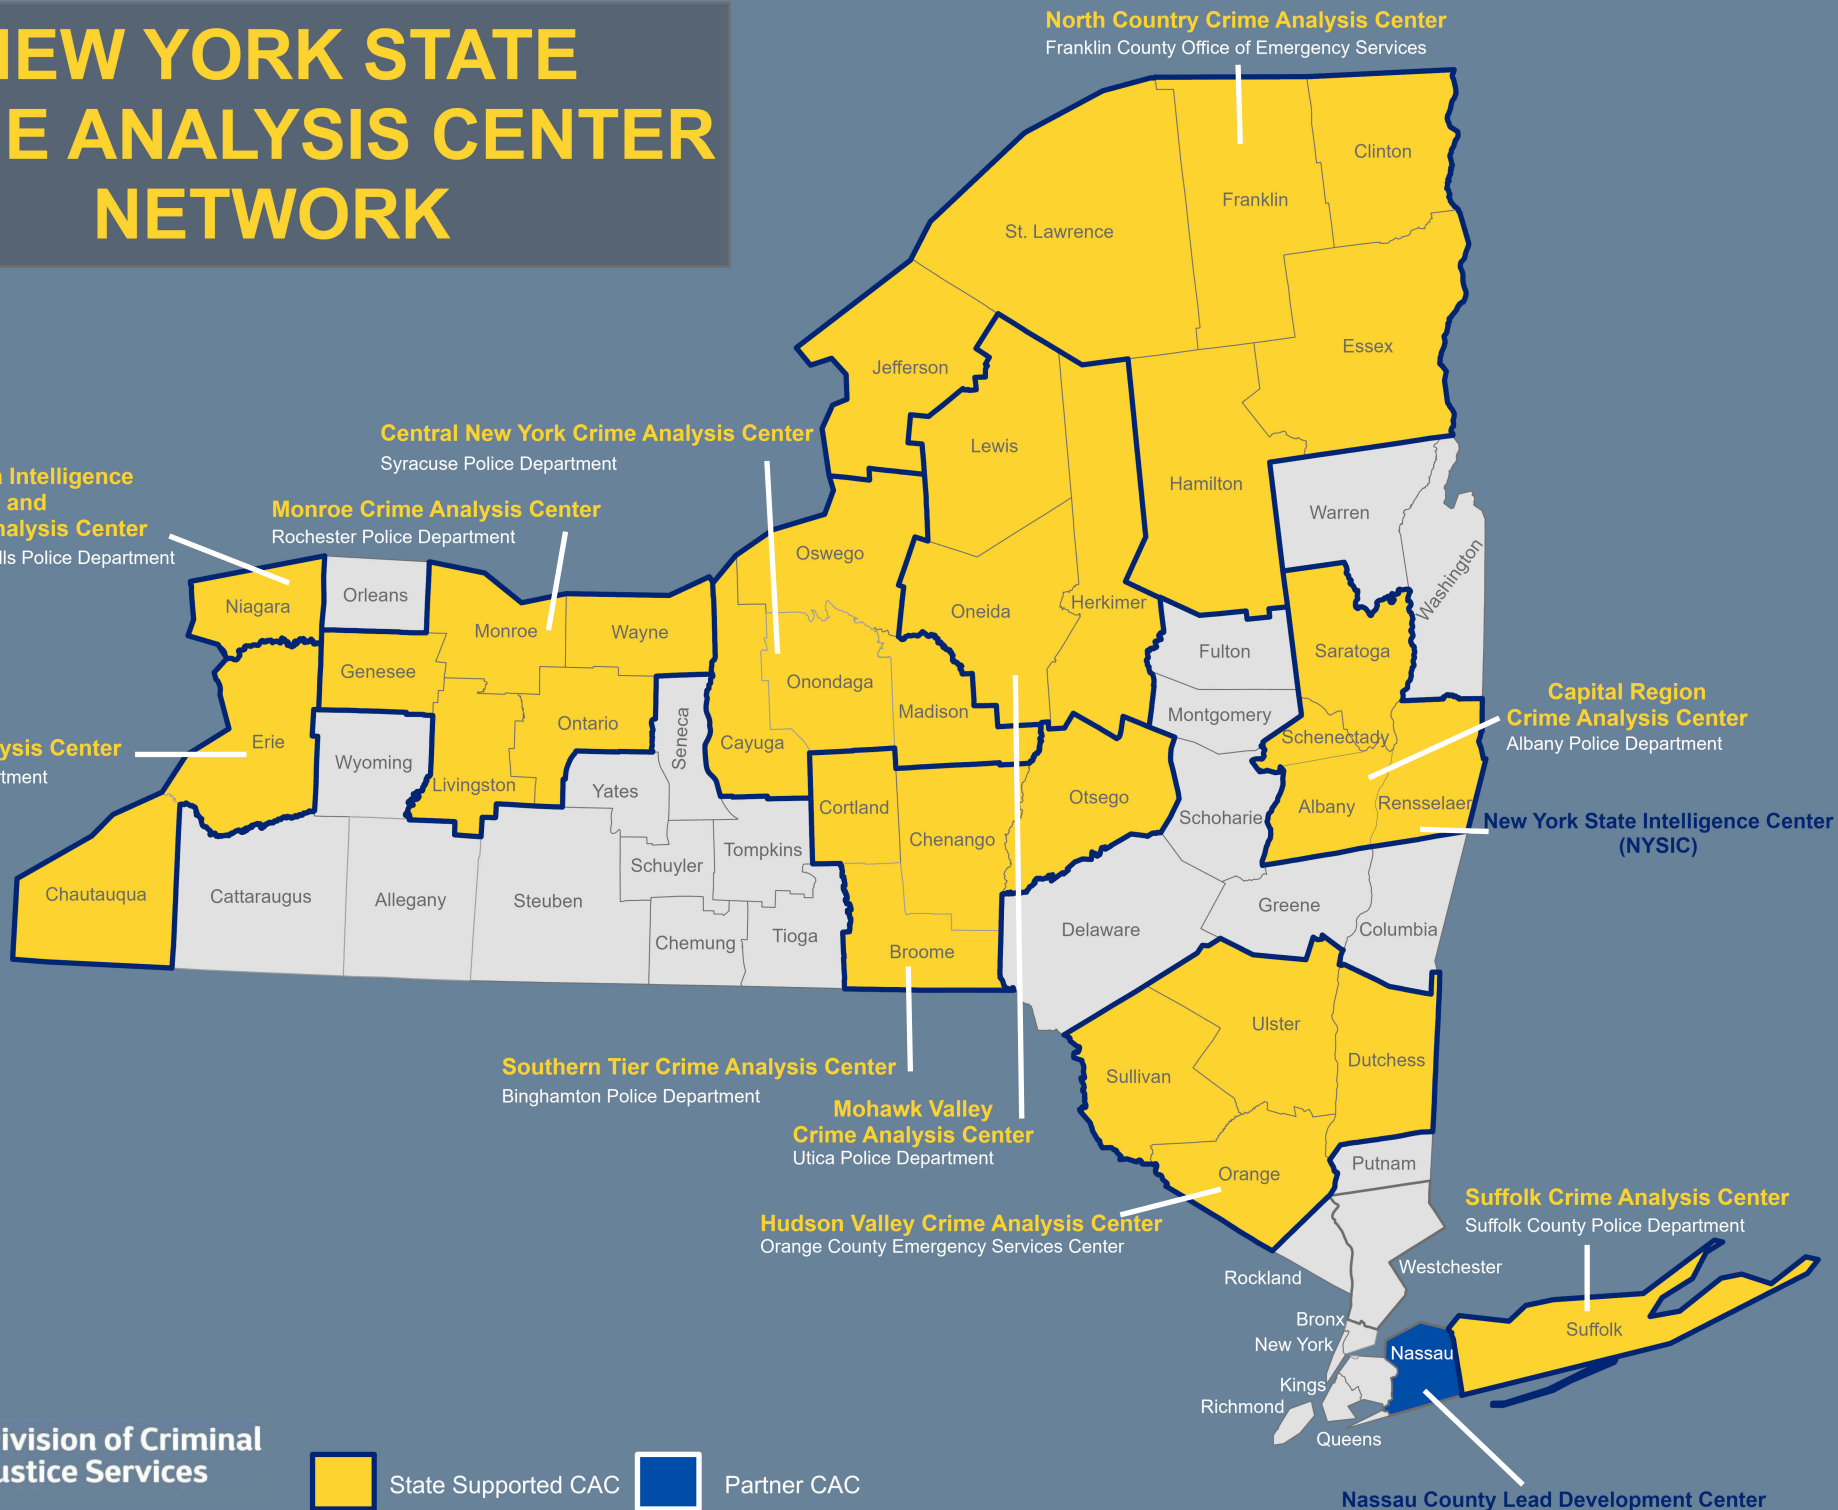 NEW YORK STATE
E ANALYSIS CENTER
NETWORK
North Country Crime Analysis Center
Franklin County Office of Emergency Services
Clinton
Franklin
St. Lawrence
Essex
Jefferson
Central New York Crime Analysis Center
Syracuse Police Department
Lewis
Hamilton
Warren
Intelligence
and
nalysis Center
lls Police Department
Monroe Crime Analysis Center
Rochester Police Department
Oswego
Washington
Niagara
Orleans
Oneida
Herkimer
Monroe
Wayne
Fulton
Saratoga
Genesee
Onondaga
Madison
Capital Region
Crime Analysis Center
Albany Police Department
Ontario
Seneca
Cayuga
Montgomery
Schenectady
ysis Center
rtment
Erie
Wyoming
Livingston
Yates
Cortland
Chenango
Otsego
Schoharie
Albany
Rensselaer
New York State Intelligence Center
(NYSIC)
Schuyler
Tompkins
Chautauqua
Cattaraugus
Allegany
Steuben
Chemung
Tioga
Broome
Delaware
Greene
Columbia
Ulster
Sullivan
Dutchess
Southern Tier Crime Analysis Center
Binghamton Police Department
Mohawk Valley
Crime Analysis Center
Utica Police Department
Orange
Putnam
Hudson Valley Crime Analysis Center
Orange County Emergency Services Center
Suffolk Crime Analysis Center
Suffolk County Police Department
Rockland
Westchester
Bronx
New York
Nassau
Suffolk
Kings
Richmond
Queens
ivision of Criminal
ustice Services
State Supported CAC
Partner CAC
Nassau County Lead Development Center